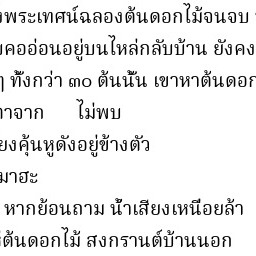 พระเทศน์ฉลองต้นดอกไม้จนจบ
คออ่อนอยู่บนไหล่กลับบ้าน ยังคง
ๆ ทั้งกว่า ๓๐ ต้นนั้น เขาหาต้นดอก
จาก ไม่พบ
ยงคุ้นหูดังอยู่ข้างตัว
มาฮะ
หากย้อนถาม น้ำเสียงเหนื่อยล้า
ต้นดอกไม้ สงกรานต์บ้านนอก